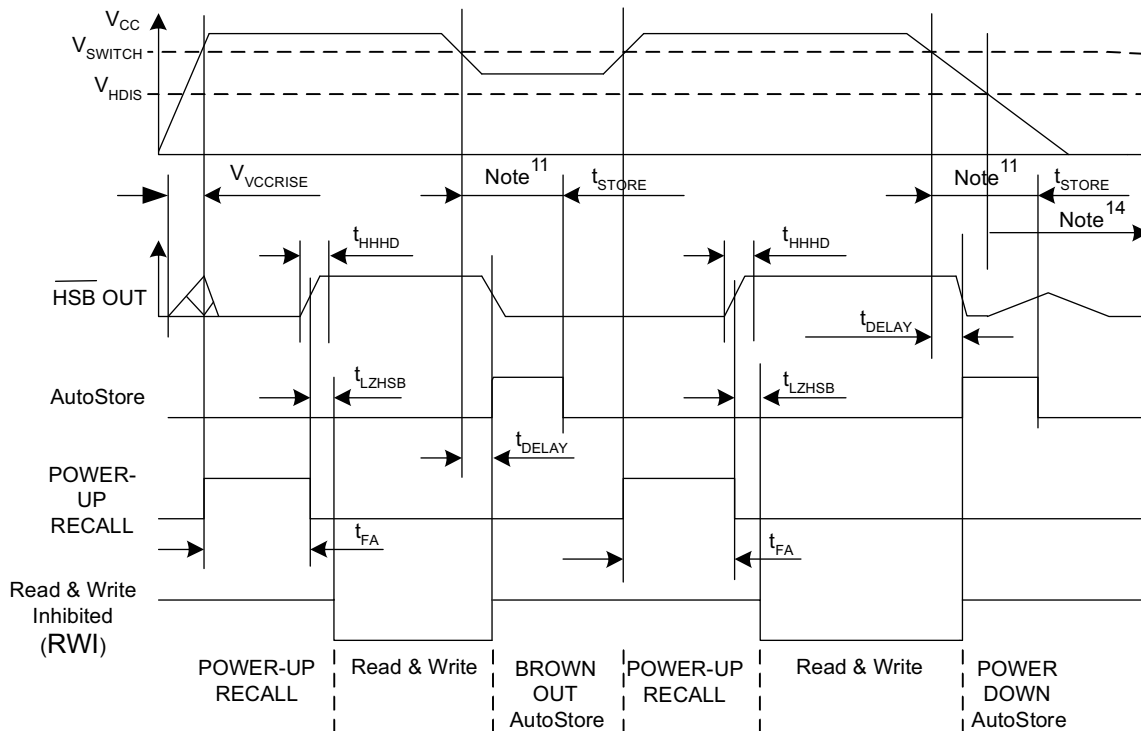 VCC
VSWITCH
VHDIS
VVCCRISE
Note11
tSTORE
Note11
tSTORE
Note14
tHHHD
tHHHD
HSB OUT
tDELAY
tLZHSB
tLZHSB
AutoStore
tDELAY
POWER-
UP
RECALL
tFA
tFA
Read & Write
Inhibited
(RWI)
POWER-UP
RECALL
Read & Write
BROWN
OUT
AutoStore
POWER-UP
RECALL
Read & Write
POWER
DOWN
AutoStore